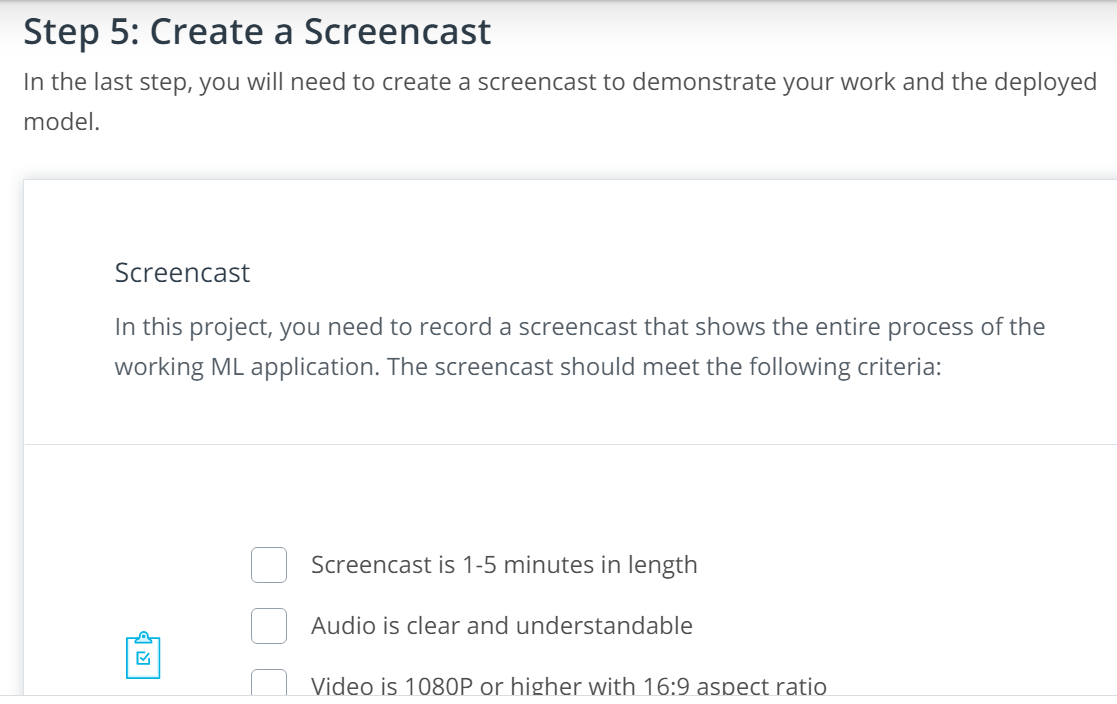 Step 5: Create a Screencast
In the last step, you will need to create a screencast to demonstrate your work and the deployed
model.
Screencast
In this project, you need to record a screencast that shows the entire process of the
working ML application. The screencast should meet the following criteria:
Screencast is 1-5 minutes in length
Audio is clear and understandable
Video is 1080P or higher with 16:9 aspect ratio